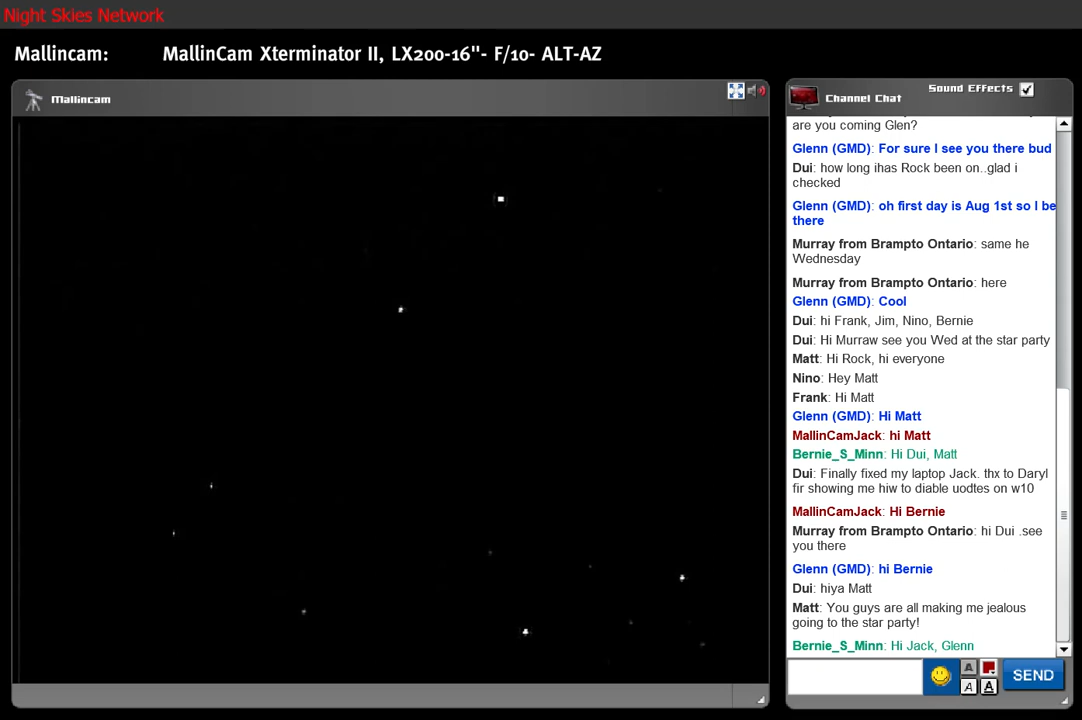 Night Skies Network
Mallincam: MallinCam Xterminator II, LX200-16"- F/10- ALT-AZ
Mallincam
Channel Chat
Sound Effects
are you coming Glen?
Glenn (GMD): For sure I see you there bud
Dui: how long ihas Rock been on..glad i
checked
Glenn (GMD): oh first day is Aug 1st so I be
there
Murray from Brampto Ontario: same he
Wednesday
Murray from Brampto Ontario: here
Glenn (GMD): Cool
Dui: hi Frank, Jim, Nino, Bernie
Dui: Hi Murraw see you Wed at the star party
Matt: Hi Rock, hi everyone
Nino: Hey Matt
Frank: Hi Matt
Glenn (GMD): Hi Matt
MallinCamJack: hi Matt
Bernie_S_Minn: Hi Dui, Matt
Dui: Finally fixed my laptop Jack. thx to Daryl
fir showing me hiw to diable uodtes on w10
MallinCamJack: Hi Bernie
Murray from Brampto Ontario: hi Dui .see
you there
Glenn (GMD): hi Bernie
Dui: hiya Matt
Matt: You guys are all making me jealous
going to the star party!
Bernie_S_Minn: Hi Jack, Glenn
A
A A
SEND